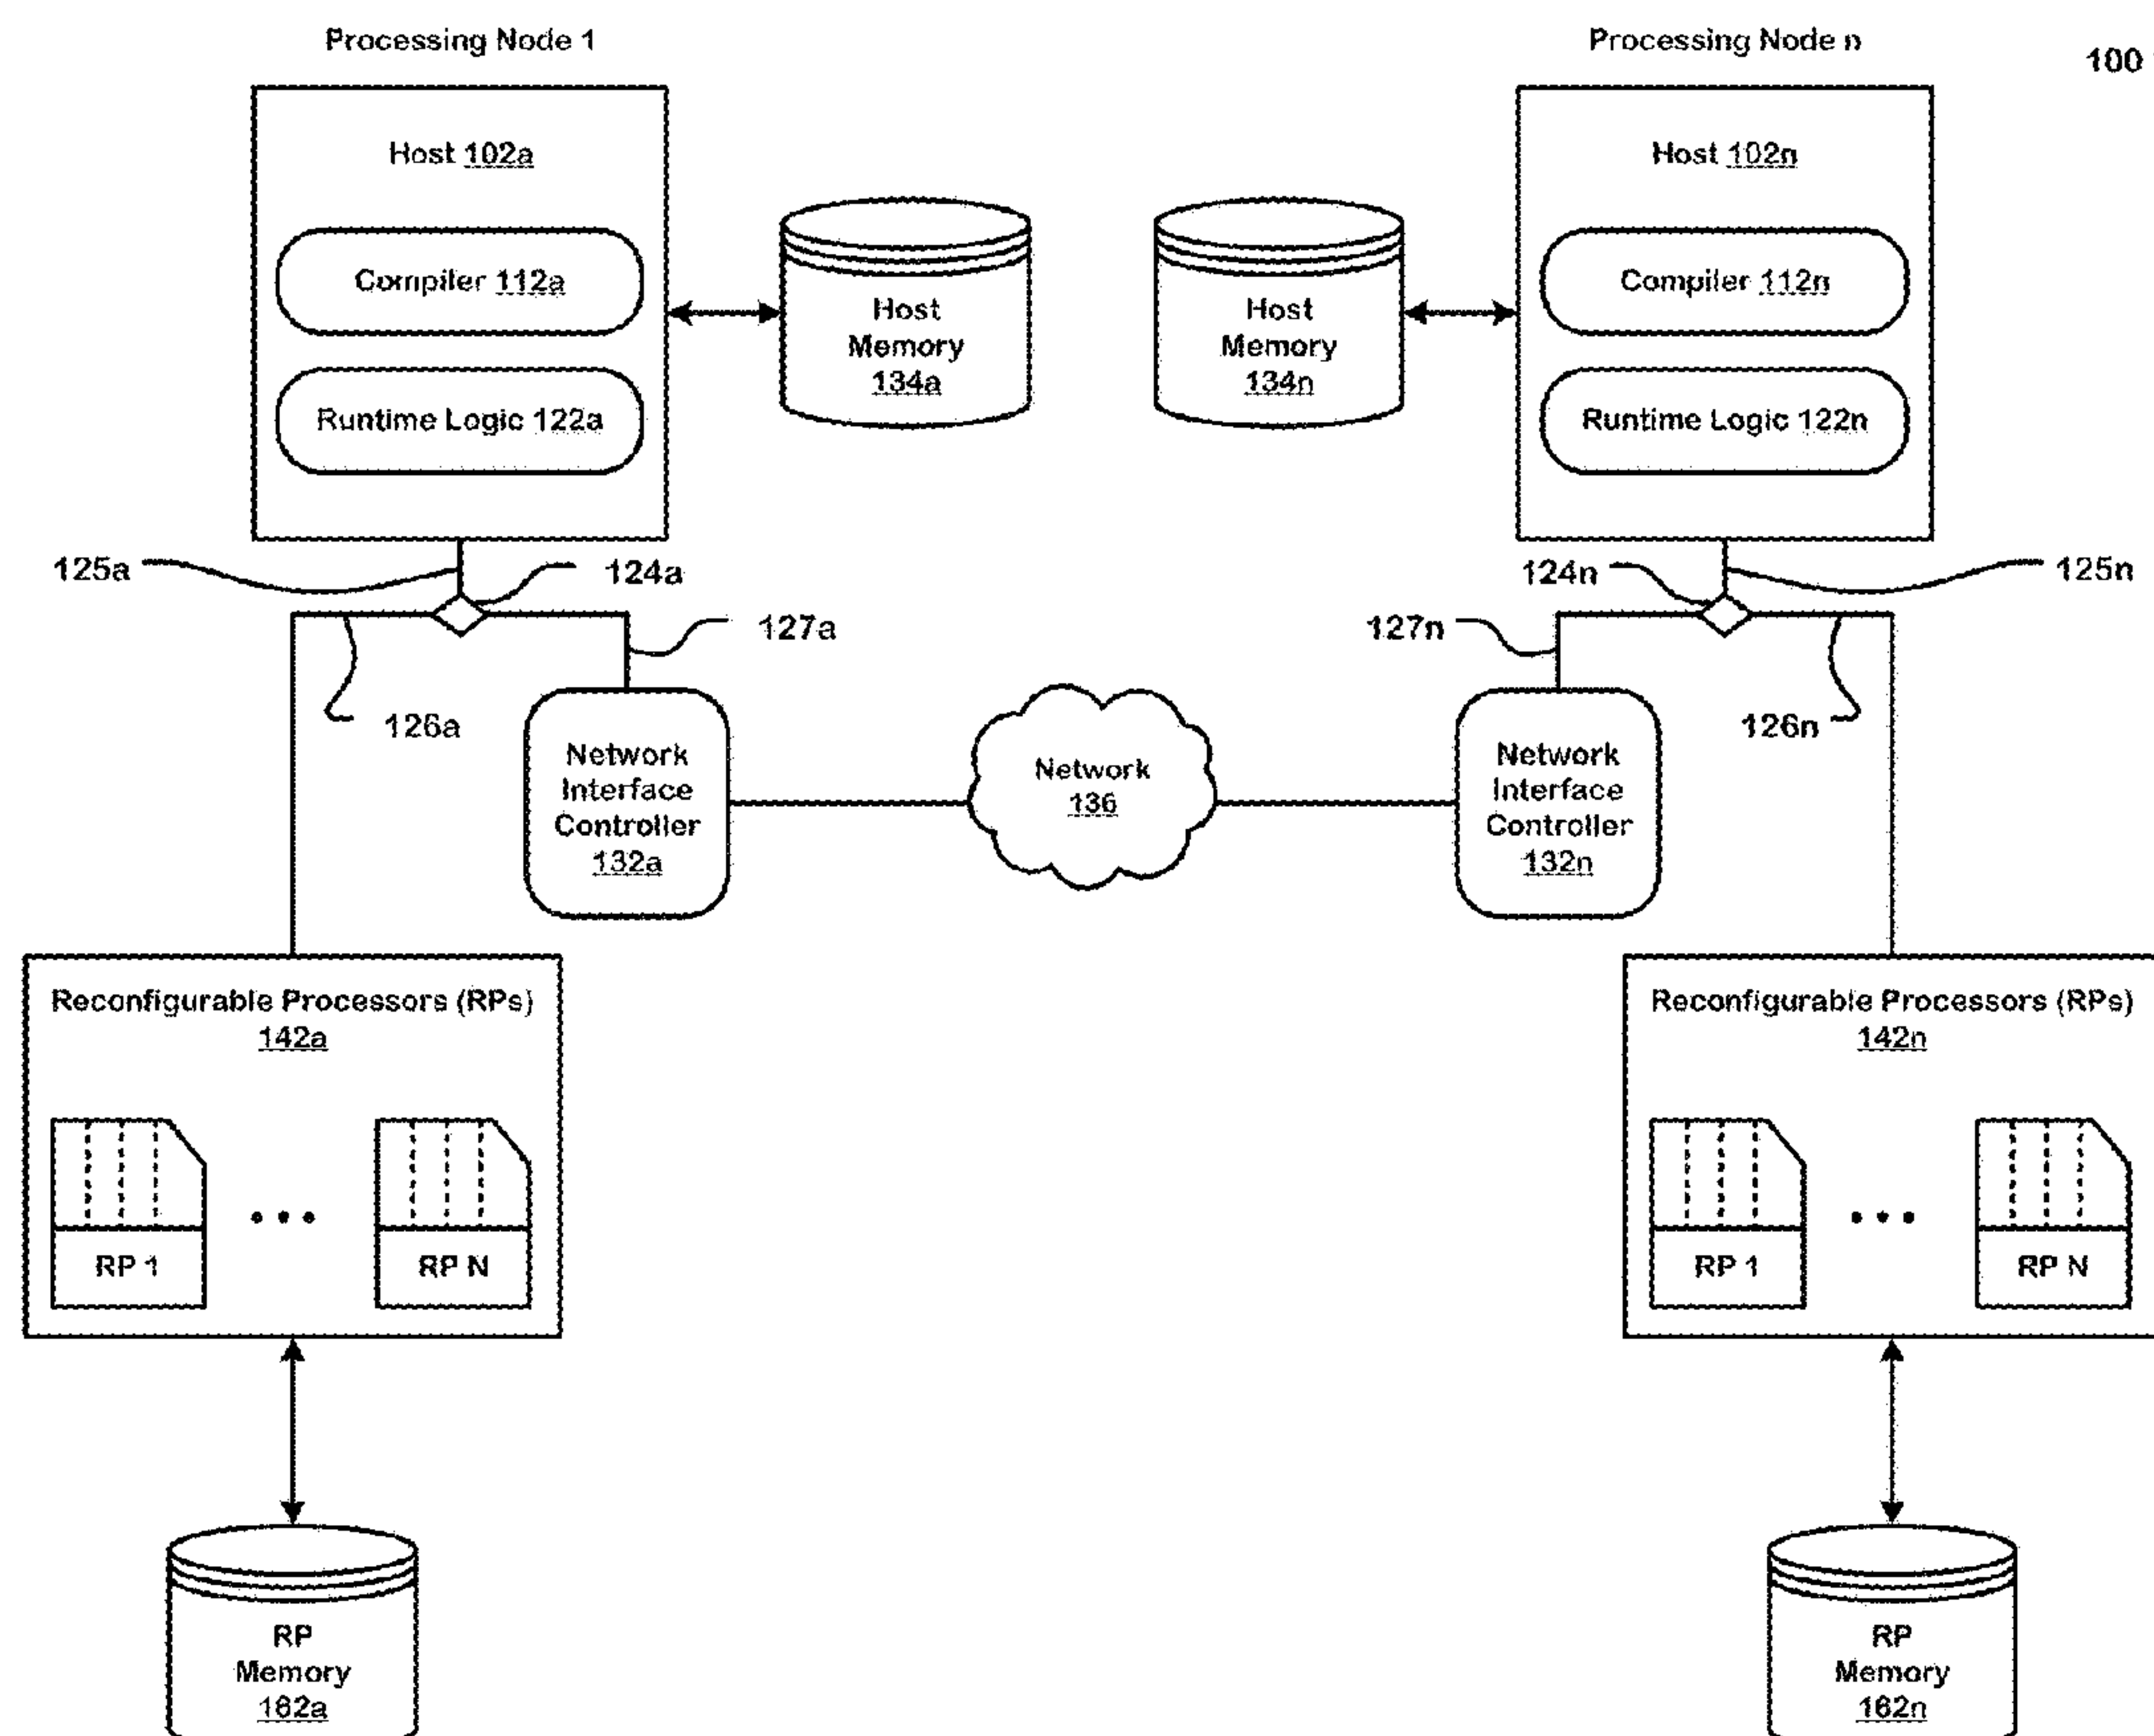 Processing Node 1
Processing Node n
100
Host 102a
Compiler 112a
Runtime Logic 122a
Host
Memory
134a
Host
Memory
134n
Host 102n
Compiler 112n
Runtime Logic 122n
125a
124a
127a
126a
124n
125n
127n
126n
Network
Interface
Controller
132a
Network
136
Network
Interface
Controller
132n
Reconfigurable Processors (RPs)
142a
RP 1
RP N
Reconfigurable Processors (RPs)
142n
RP 1
RP N
RP
Memory
162a
RP
Memory
162n